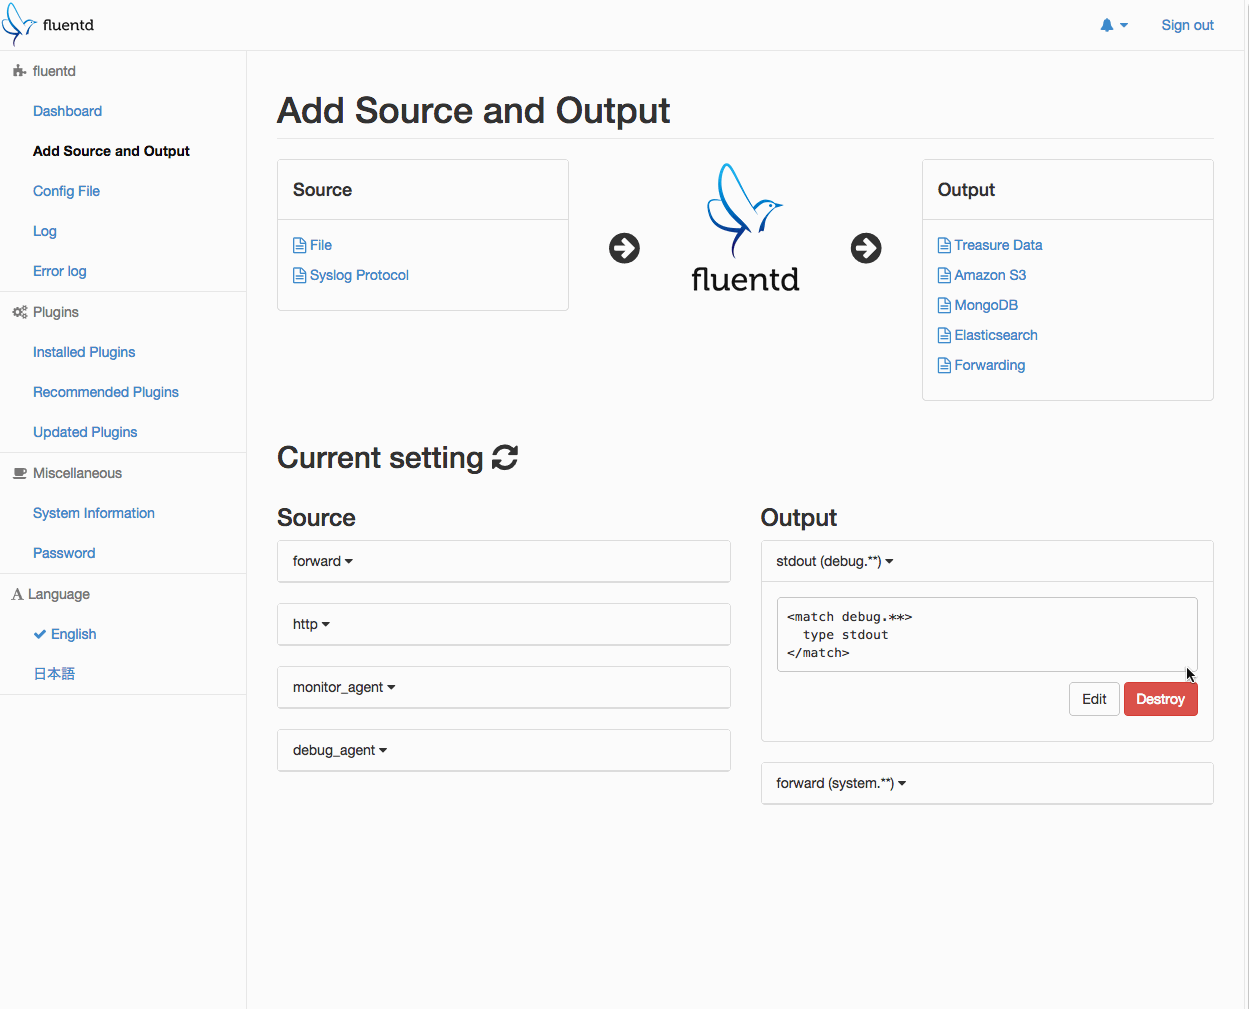 fluentd
Sign out
fluentd
Dashboard
Add Source and Output
Config File
Log
Error log
Plugins
Installed Plugins
Recommended Plugins
Updated Plugins
Miscellaneous
System Information
Password
Language
English
日本語
Add Source and Output
Source
File
Syslog Protocol
fluentd
Output
Treasure Data
Amazon S3
MongoDB
Elasticsearch
Forwarding
Current setting
Source
forward
http
monitor_agent
debug_agent
Output
stdout (debug.**)
<match debug.**>
  type stdout
</match>
Edit
Destroy
forward (system.**)